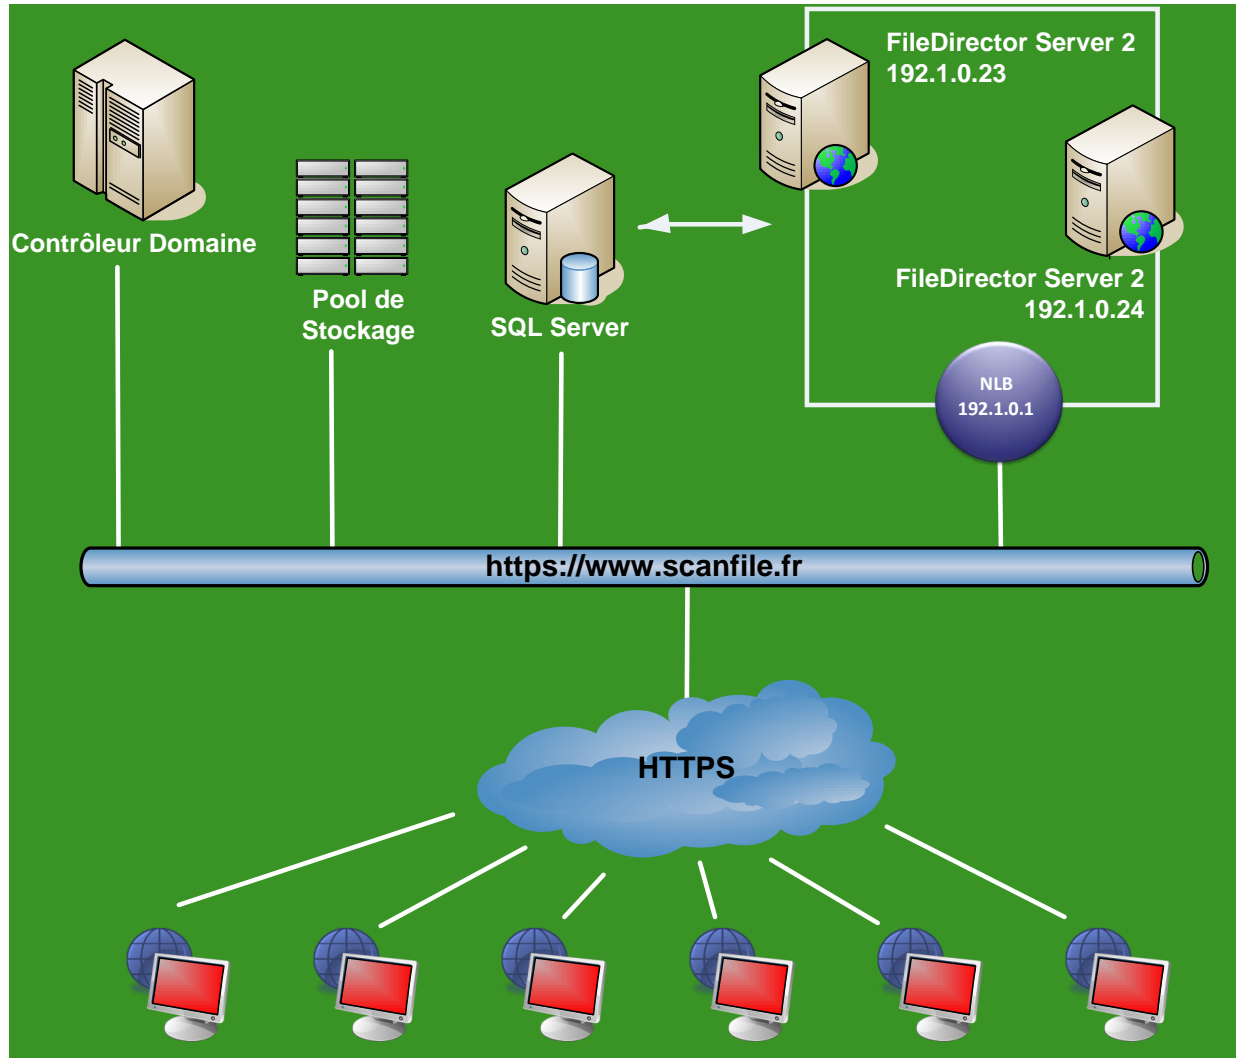 FileDirector Server 2
192.1.0.23
Contrôleur Domaine
Pool de
Stockage
SQL Server
FileDirector Server 2
192.1.0.24
NLB
192.1.0.1
https://www.scanfile.fr
HTTPS